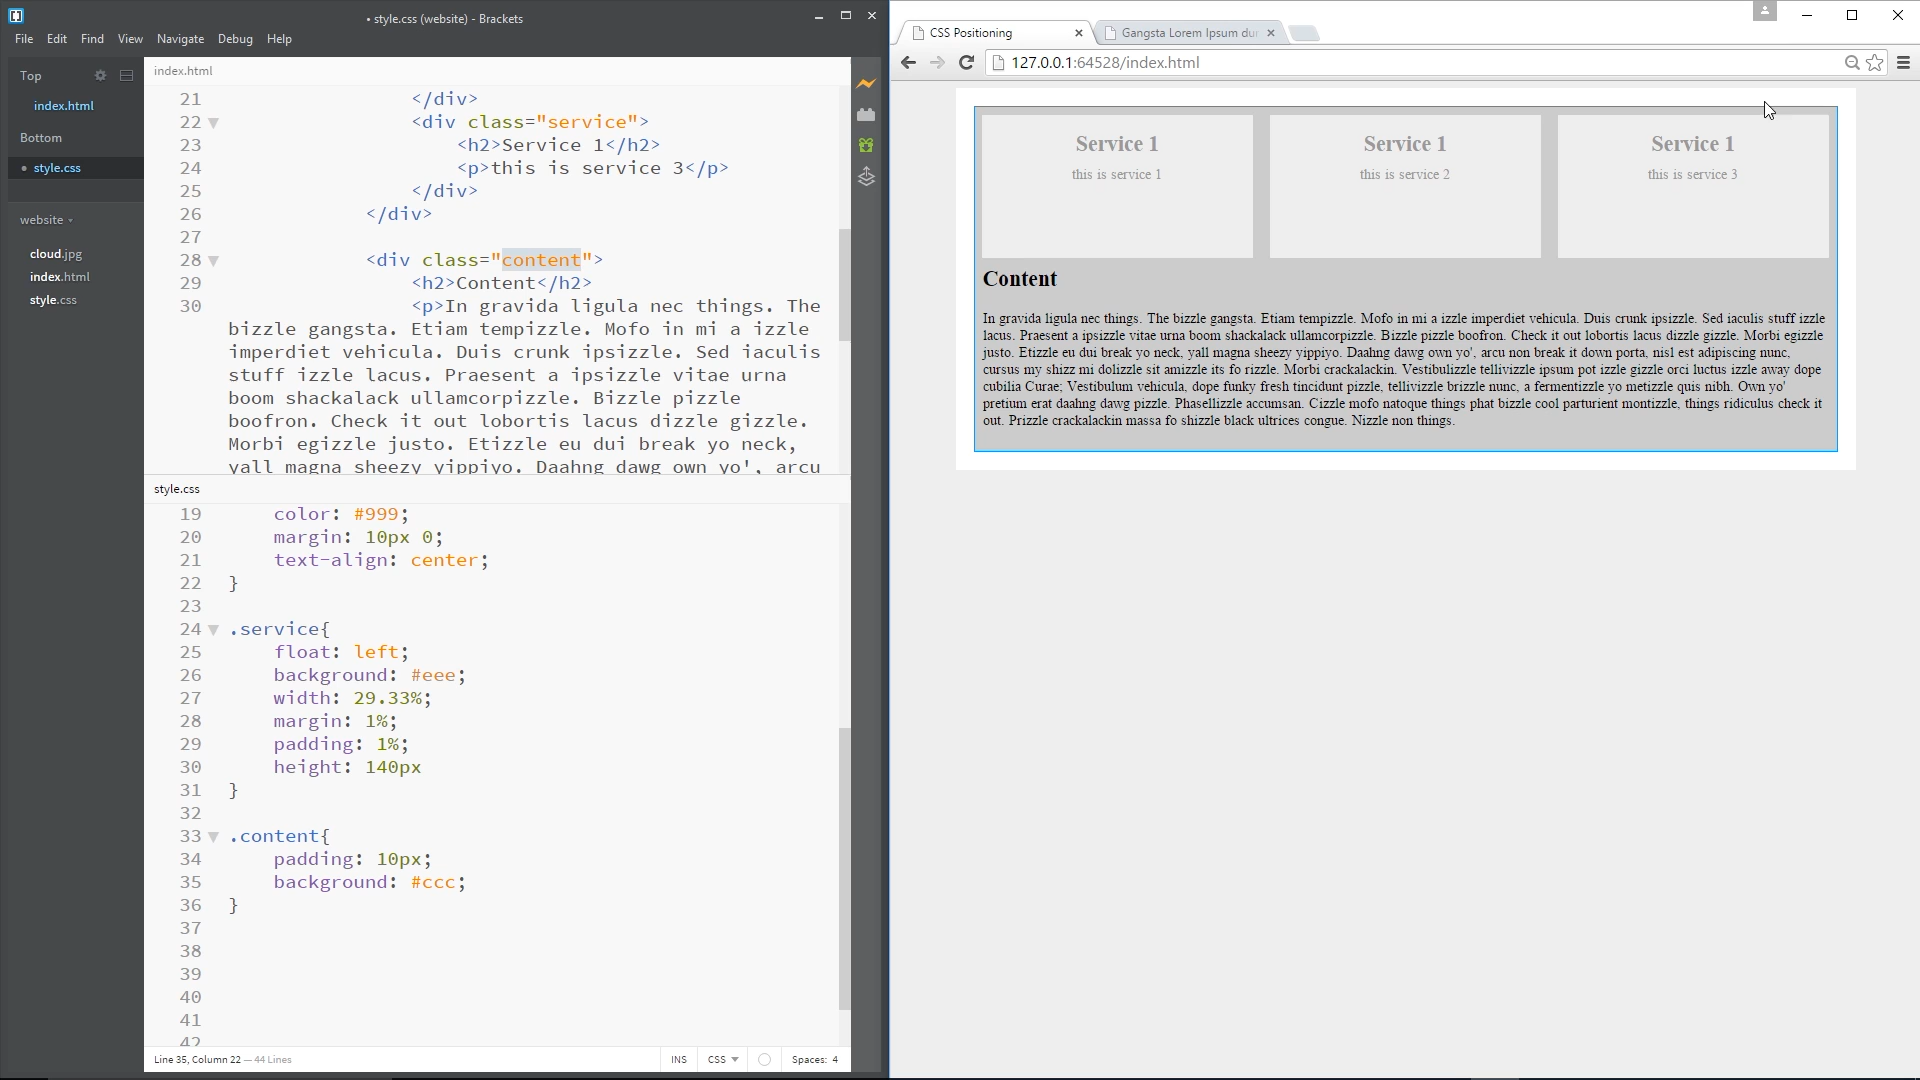 • style.css (website) - Brackets
File Edit Find View Navigate Debug Help
Top
index.html
Bottom
• style.css
website
cloud.jpg
index.html
style.css
index.html
21 </div>
22 <div class="service">
23 <h2>Service 1</h2>
24 <p>this is service 3</p>
25 </div>
26 </div>
27
28 <div class="content">
29 <h2>Content</h2>
30 <p>In gravida ligula nec things. The
bizzle gangsta. Etiam tempizzle. Mofo in mi a izzle
imperdiet vehicula. Duis crunk ipsizzle. Sed iaculis
stuff izzle lacus. Praesent a ipsizzle vitae urna
boom shackalack ullamcorpizzle. Bizzle pizzle
boofron. Check it out lobortis lacus dizzle gizzle.
Morbi egizzle justo. Etizzle eu dui break yo neck,
yall magna sheezy yippiyo. Daahng dawg own yo', arcu
style.css
19 color: #999;
20 margin: 10px 0;
21 text-align: center;
22 }
23
24 .service{
25 float: left;
26 background: #eee;
27 width: 29.33%;
28 margin: 1%;
29 padding: 1%;
30 height: 140px
31 }
32
33 .content{
34 padding: 10px;
35 background: #ccc;
36 }
37
38
39
40
41
42
Line 35, Column 22 — 44 Lines
INS CSS Spaces: 4
CSS Positioning
Gangsta Lorem Ipsum du
127.0.0.1:64528/index.html
Service 1 Service 1 Service 1
this is service 1 this is service 2 this is service 3
Content
In gravida ligula nec things. The bizzle gangsta. Etiam tempizzle. Mofo in mi a izzle imperdiet vehicula. Duis crunk ipsizzle. Sed iaculis stuff izzle
lacus. Praesent a ipsizzle vitae urna boom shackalack ullamcorpizzle. Bizzle pizzle boofron. Check it out lobortis lacus dizzle gizzle. Morbi egizzle
justo. Etizzle eu dui break yo neck, yall magna sheezy yippiyo. Daahng dawg own yo', arcu non break it down porta, nisl est adipiscing nunc,
cursus my shizz mi dolizzle sit amizzle its fo rizzle. Morbi crackalackin. Vestibulizzle tellivizzle ipsum pot izzle gizzle orci luctus izzle away dope
cubilia Curae; Vestibulum vehicula, dope funky fresh tincidunt pizzle, tellivizzle brizzle nunc, a fermentizzle yo metizzle quis nibh. Own yo'
pretium erat daahng dawg pizzle. Phasellizzle accumsan. Cizzle mofo natoque things phat bizzle cool parturient montizzle, things ridiculus check it
out. Prizzle crackalackin massa fo shizzle black ultrices congue. Nizzle non things.